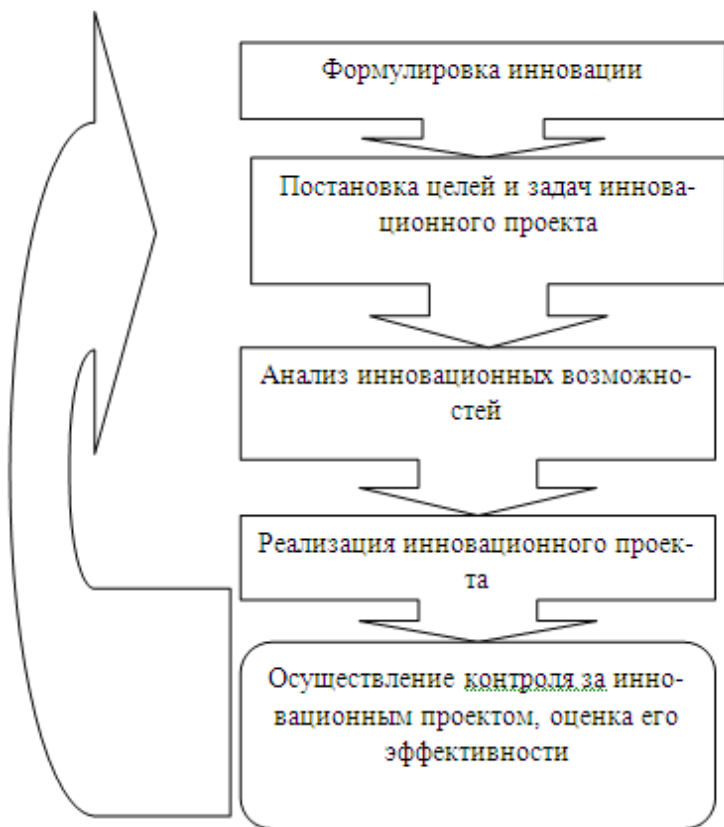 Формулировка инновации
Постановка целей и задач иннова-
ционного проекта
Анализ инновационных возможно-
стей
Реализация инновационного проек-
та
Осуществление контроля за инно-
вационным проектом, оценка его
эффективности